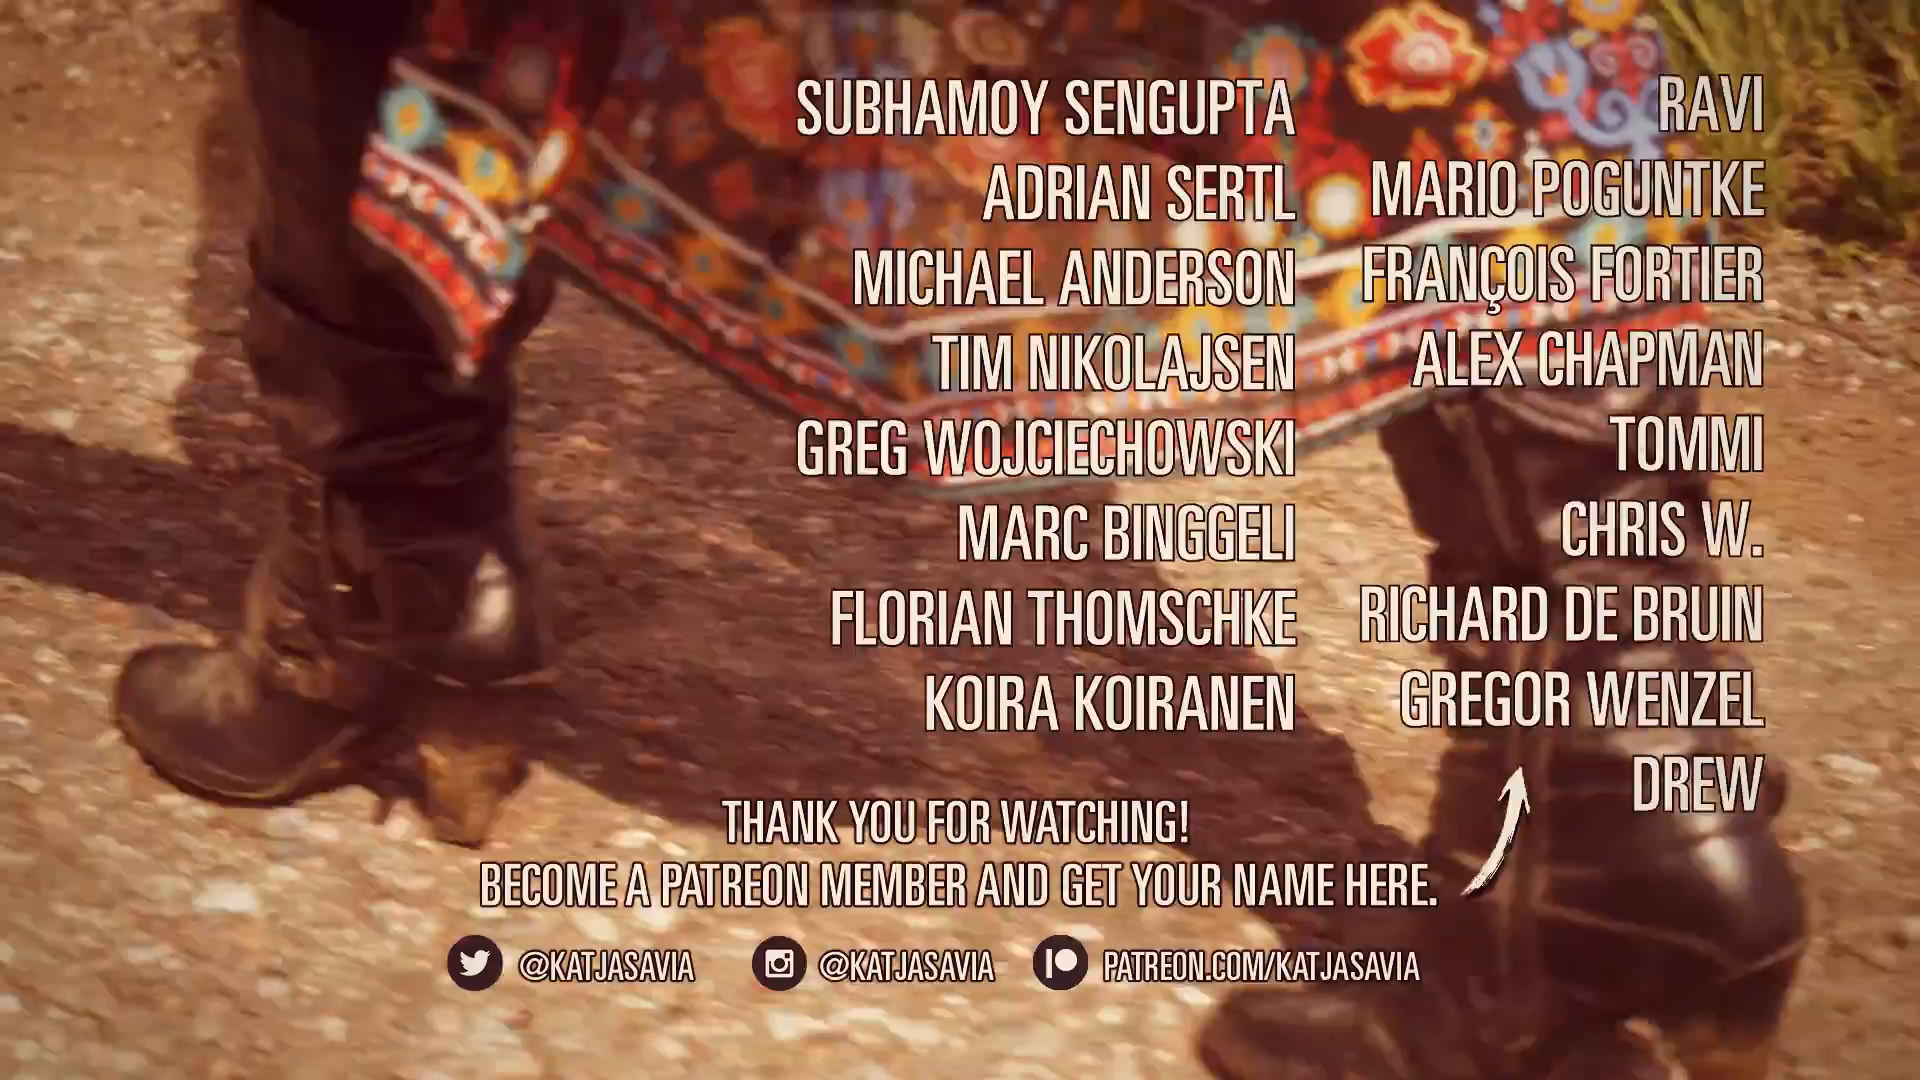 SUBHAMOY SENGUPTA
ADRIAN SERTL
MICHAEL ANDERSON
TIM NIKOLAJSEN
GREG WOJCIECHOWSKI
MARC BINGGELI
FLORIAN THOMSCHKE
KOIRA KOIRANEN
RAVI
MARIO POGUNTKE
FRANÇOIS FORTIER
ALEX CHAPMAN
TOMMI
CHRIS W.
RICHARD DE BRUIN
GREGOR WENZEL
DREW
THANK YOU FOR WATCHING!
BECOME A PATREON MEMBER AND GET YOUR NAME HERE.
@KATJASAVIA
@KATJASAVIA
PATREON.COM/KATJASAVIA